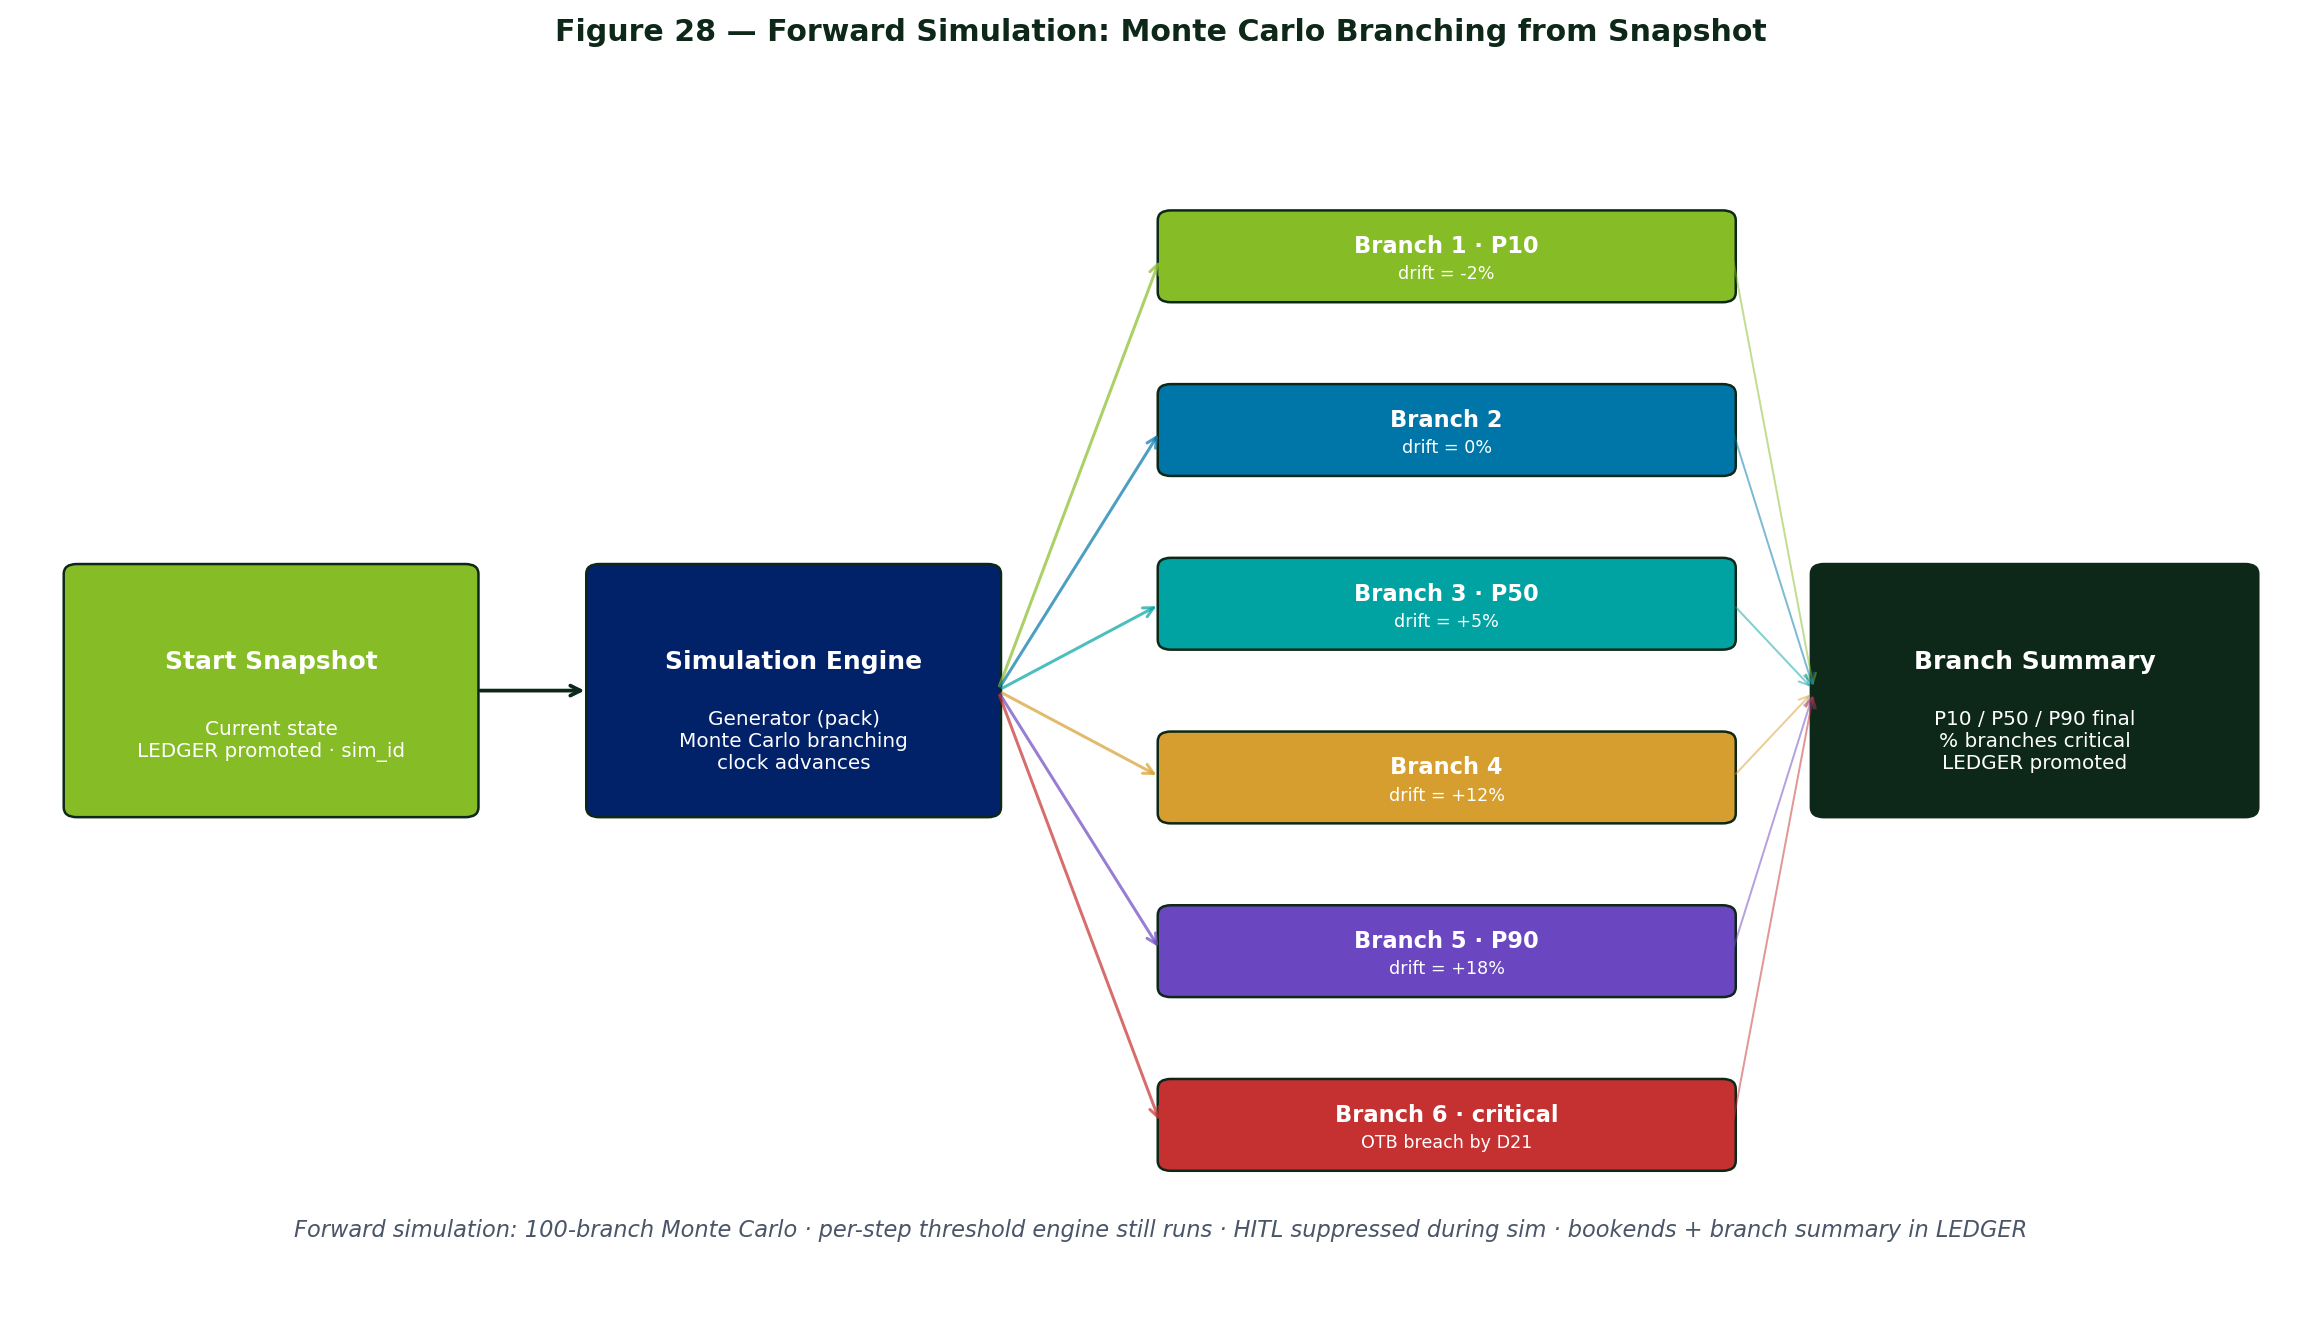 Figure 28 — Forward Simulation: Monte Carlo Branching from Snapshot
Start Snapshot
Current state
LEDGER promoted · sim_id
Simulation Engine
Generator (pack)
Monte Carlo branching
clock advances
Branch 1 · P10
drift = -2%
Branch 2
drift = 0%
Branch 3 · P50
drift = +5%
Branch 4
drift = +12%
Branch 5 · P90
drift = +18%
Branch 6 · critical
OTB breach by D21
Branch Summary
P10 / P50 / P90 final
% branches critical
LEDGER promoted
Forward simulation: 100-branch Monte Carlo · per-step threshold engine still runs · HITL suppressed during sim · bookends + branch summary in LEDGER